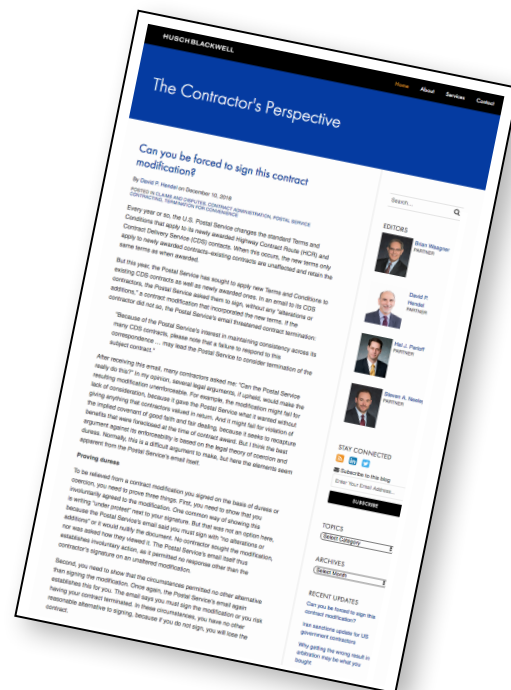 HUSCHBLACKWELL
Home About Services Contact
The Contractor's Perspective
Can you be forced to sign this contract
modification?
By David P. Hendel on December 10, 2018
POSTED IN CLAIMS AND DISPUTES, CONTRACT ADMINISTRATION, POSTAL SERVICE
CONTRACTING, TERMINATION FOR CONVENIENCE
Every year or so, the U.S. Postal Service changes the standard Terms and
Conditions that apply to its newly awarded Highway Contract Route (HCR) and
Contract Delivery Service (CDS) contracts. When this occurs, the new terms only
apply to newly awarded contracts–existing contracts are unaffected and retain the
same terms as when awarded.
But this year, the Postal Service has sought to apply new Terms and Conditions to
existing CDS contracts as well as newly awarded ones. In an email to its CDS
contractors, the Postal Service asked them to sign, without any "alterations or
additions," a contract modification that incorporated the new terms. If the
contractor did not so, the Postal Service's email threatened contract termination:
"Because of the Postal Service's interest in maintaining consistency across its
many CDS contracts, please note that a failure to respond to this
correspondence … may lead the Postal Service to consider termination of the
subject contract."
After receiving this email, many contractors asked me: "Can the Postal Service
really do this?" In my opinion, several legal arguments, if upheld, would make the
resulting modification unenforceable. For example, the modification might fail for
lack of consideration, because it gave the Postal Service what it wanted without
giving anything that contractors valued in return. And it might fail for violation of
the implied covenant of good faith and fair dealing, because it seeks to recapture
benefits that were foreclosed at the time of contract award. But I think the best
argument against its enforceability is based on the legal theory of coercion and
duress. Normally, this is a difficult argument to make, but here the elements seem
apparent from the Postal Service's email itself.
Proving duress
To be relieved from a contract modification you signed on the basis of duress or
coercion, you need to prove three things. First, you need to show that you
involuntarily agreed to the modification. One common way of showing this
is writing "under protest" next to your signature. But that was not an option here,
because the Postal Service's email said you must sign with "no alterations or
additions" or it would nullify the document. No contractor sought the modification,
nor was asked how they viewed it. The Postal Service's email itself thus
establishes involuntary action, as it permitted no response other than the
contractor's signature on an unaltered modification.
Second, you need to show that the circumstances permitted no other alternative
than signing the modification. Once again, the Postal Service's email again
establishes this for you. The email says you must sign the modification or you risk
having your contract terminated. In these circumstances, you have no other
reasonable alternative to signing, because if you do not sign, you will lose the
contract.
Search...
EDITORS
Brian Waagner
PARTNER
David P.
Hendel
PARTNER
Hal J. Perloff
PARTNER
Steven A. Neeley
PARTNER
STAY CONNECTED
Subscribe to this blog
Enter Your Email Address...
SUBSCRIBE
TOPICS
Select Category
ARCHIVES
Select Month
RECENT UPDATES
Can you be forced to sign this
contract modification?
Iran sanctions update for US
government contractors
Why getting the wrong result in
arbitration may be what you
bought